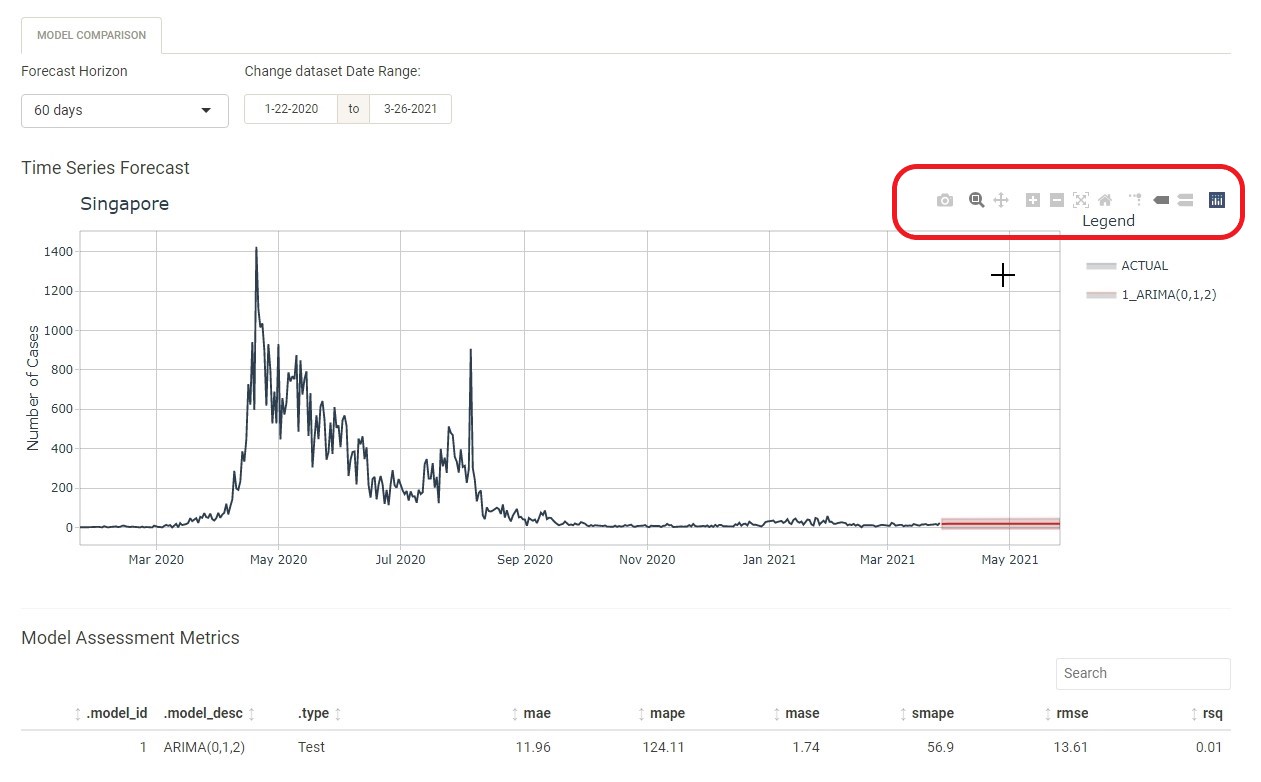 MODEL COMPARISON
Forecast Horizon
Change dataset Date Range:
60 days
1-22-2020 to 3-26-2021
Time Series Forecast
Singapore
Legend
ACTUAL
1_ARIMA(0,1,2)
Number of Cases
1400
1200
1000
800
600
400
200
0
Mar 2020 May 2020 Jul 2020 Sep 2020 Nov 2020 Jan 2021 Mar 2021 May 2021
Model Assessment Metrics
Search
.model_id .model_desc .type mae mape mase smape rmse rsq
1 ARIMA(0,1,2) Test 11.96 124.11 1.74 56.9 13.61 0.01